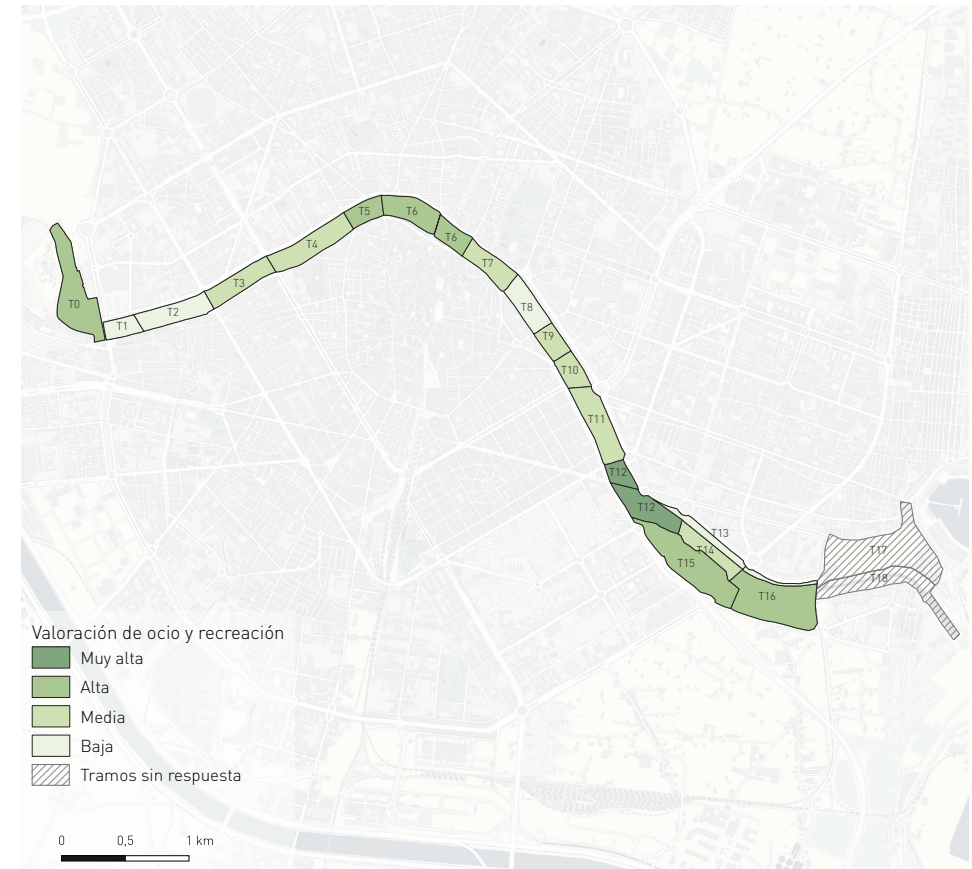 T0
T1
T2
T3
T4
T5
T6
T6
T7
T8
T9
T10
T11
T12
T12
T13
T14
T15
T16
T17
T18
Valoración de ocio y recreación
Muy alta
Alta
Media
Baja
Tramos sin respuesta
0 0,5 1 km